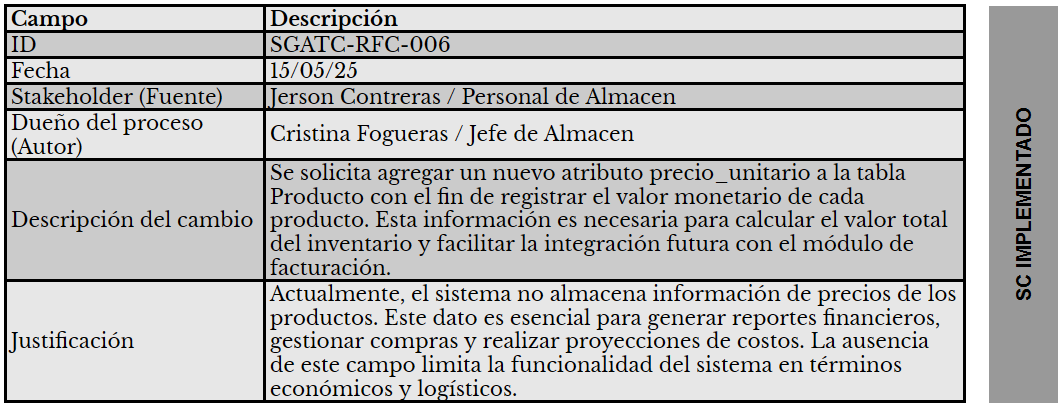 Campo Descripción
ID SGATC-RFC-006
Fecha 15/05/25
Stakeholder (Fuente) Jerson Contreras / Personal de Almacen
Dueño del proceso
(Autor)
Cristina Fogueras / Jefe de Almacen
Descripción del cambio
Se solicita agregar un nuevo atributo precio_unitario a la tabla
Producto con el fin de registrar el valor monetario de cada
producto. Esta información es necesaria para calcular el valor total
del inventario y facilitar la integración futura con el módulo de
facturación.
Justificación
Actualmente, el sistema no almacena información de precios de los
productos. Este dato es esencial para generar reportes financieros,
gestionar compras y realizar proyecciones de costos. La ausencia
de este campo limita la funcionalidad del sistema en términos
económicos y logísticos.
SC IMPLEMENTADO